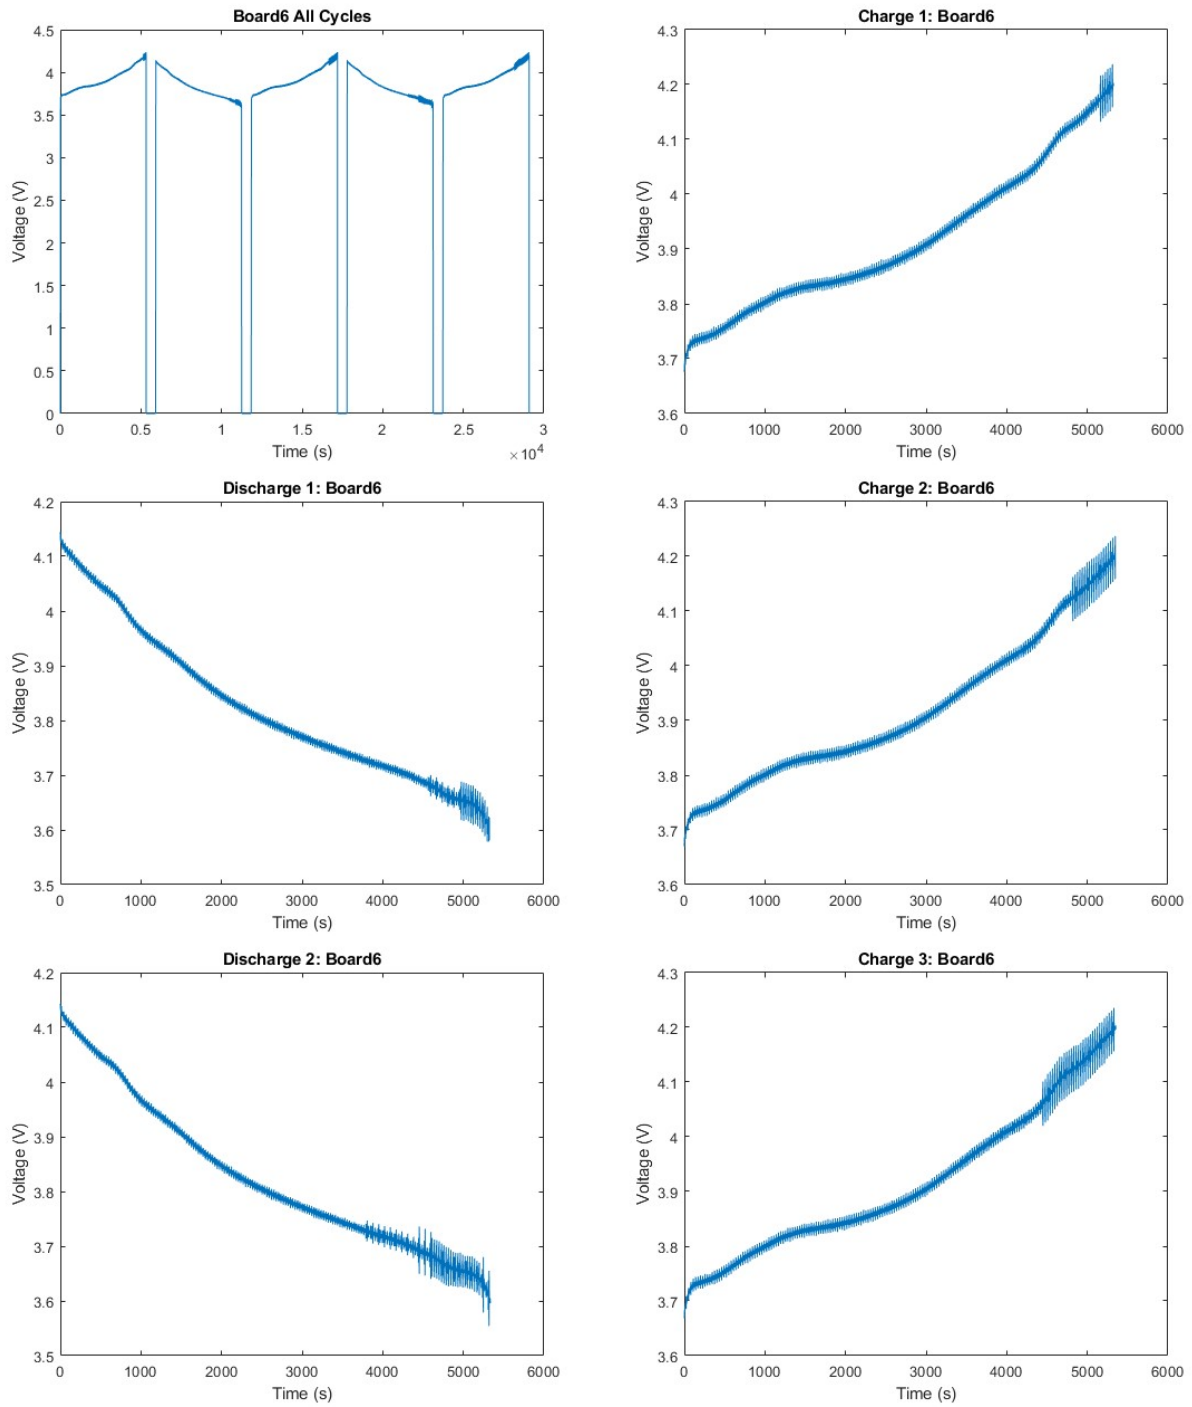 Board6 All Cycles
4.5
4
3.5
3
2.5
2
1.5
1
0.5
0
Voltage (V)
0 0.5 1 1.5 2 2.5 3
Time (s)
×10⁴
Charge 1: Board6
4.3
4.2
4.1
4
3.9
3.8
3.7
3.6
Voltage (V)
0 1000 2000 3000 4000 5000 6000
Time (s)
Discharge 1: Board6
4.2
4.1
4
3.9
3.8
3.7
3.6
3.5
Voltage (V)
0 1000 2000 3000 4000 5000 6000
Time (s)
Charge 2: Board6
4.3
4.2
4.1
4
3.9
3.8
3.7
3.6
Voltage (V)
0 1000 2000 3000 4000 5000 6000
Time (s)
Discharge 2: Board6
4.2
4.1
4
3.9
3.8
3.7
3.6
3.5
Voltage (V)
0 1000 2000 3000 4000 5000 6000
Time (s)
Charge 3: Board6
4.3
4.2
4.1
4
3.9
3.8
3.7
3.6
Voltage (V)
0 1000 2000 3000 4000 5000 6000
Time (s)